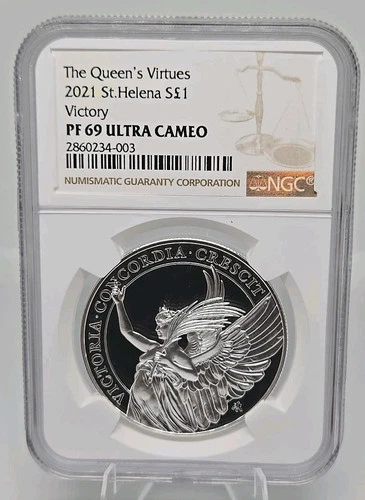 The Queen's Virtues
2021 St.Helena S£1
Victory
PF 69 ULTRA CAMEO
2860234-003
NUMISMATIC GUARANTY CORPORATION
NGC®
VICTORIA · CONCORDIA · CRESCIT